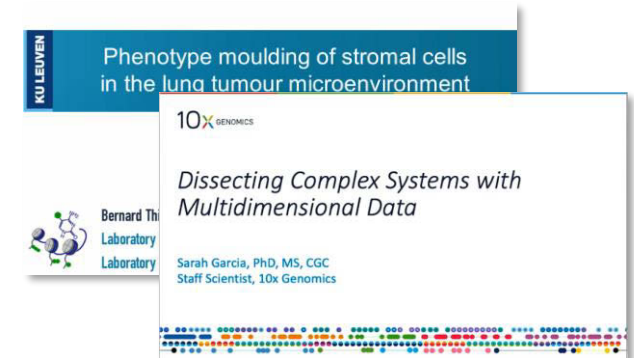 KU LEUVEN
Phenotype moulding of stromal cells
in the lung tumour microenvironment
Bernard
Laboratory
Laboratory
10X GENOMICS
Dissecting Complex Systems with
Multidimensional Data
Sarah Garcia, PhD, MS, CGC
Staff Scientist, 10x Genomics